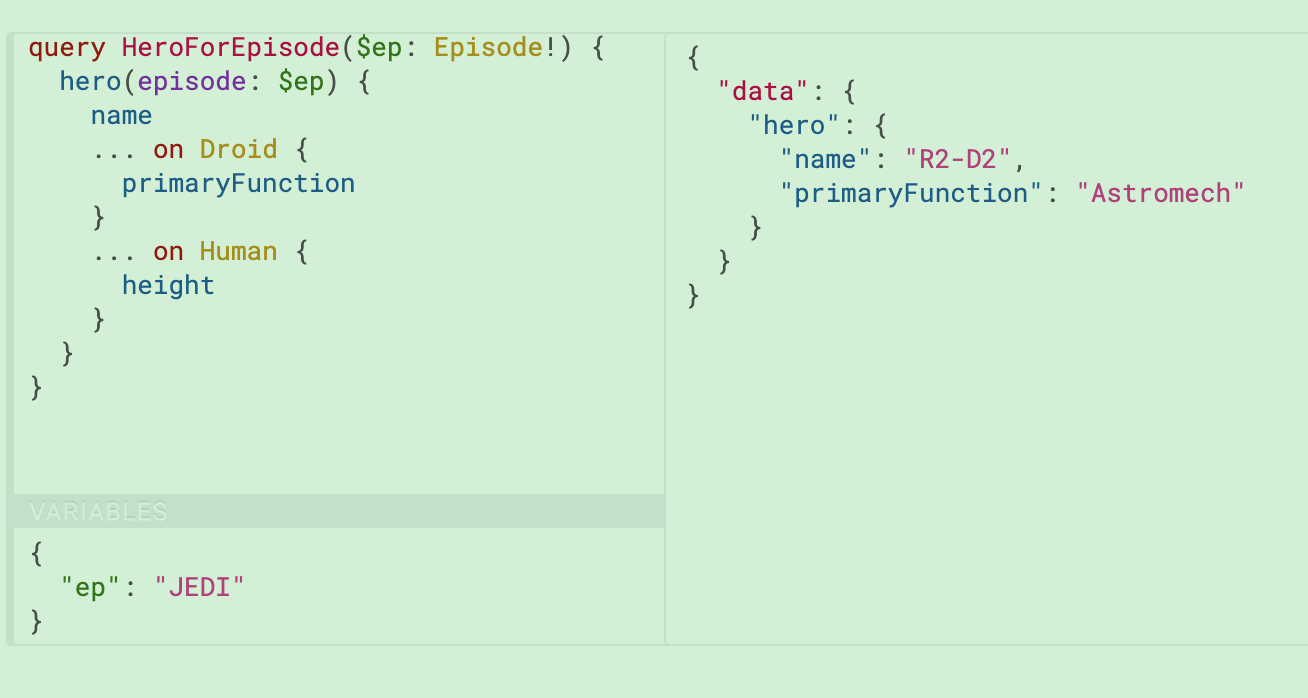 query HeroForEpisode($ep: Episode!) {
  hero(episode: $ep) {
    name
    ... on Droid {
      primaryFunction
    }
    ... on Human {
      height
    }
  }
}
VARIABLES
{
  "ep": "JEDI"
}
{
  "data": {
    "hero": {
      "name": "R2-D2",
      "primaryFunction": "Astromech"
    }
  }
}